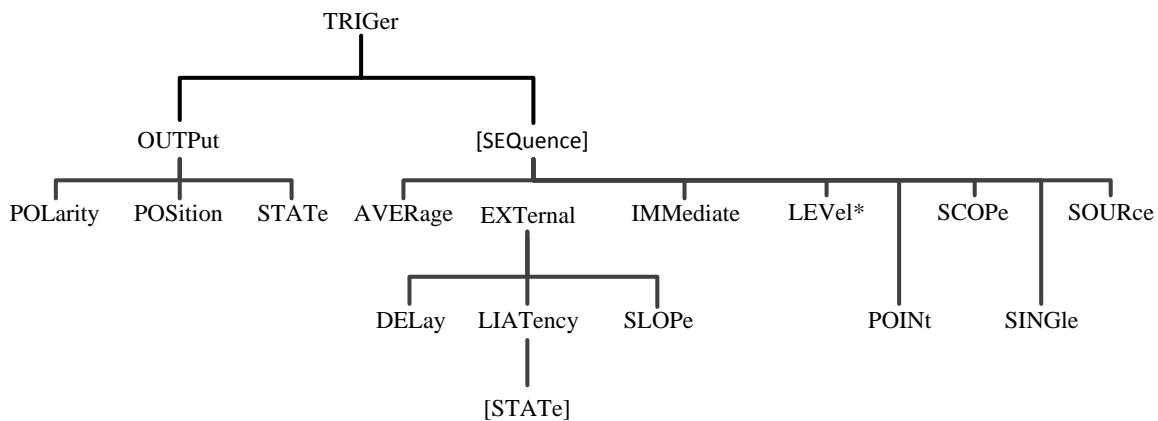 TRIGer
OUTPut [SEQuence]
POLarity POSition STATe AVERage EXTernal IMMediate LEVel* SCOPe SOURce
DELay LIATency SLOPe POINt SINGle
[STATe]